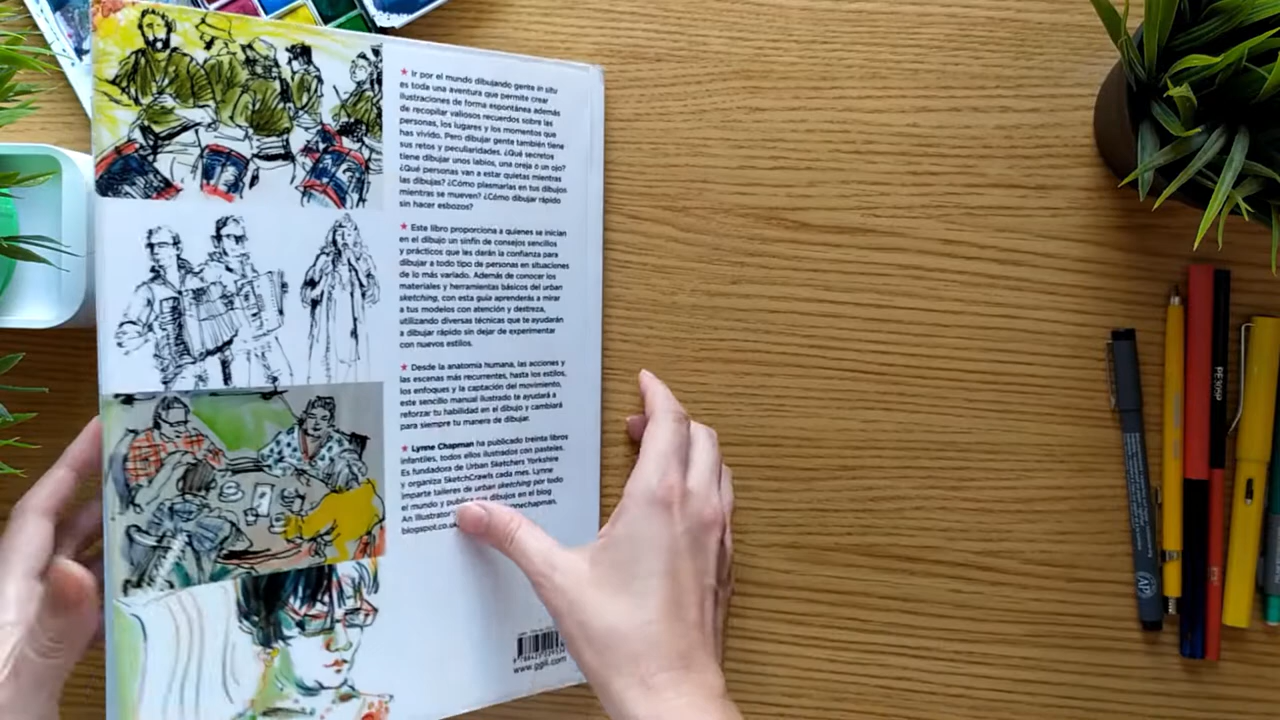 ★ Ir por el mundo dibujando gente in situ
es toda una aventura que permite crear
ilustraciones de forma espontánea además
de recopilar valiosos recuerdos sobre las
personas, los lugares y los momentos que
has vivido. Pero dibujar gente también tiene
sus retos y peculiaridades. ¿Qué secretos
tiene dibujar unos labios, una oreja o un ojo?
¿Qué personas van a estar quietas mientras
las dibujas? ¿Cómo plasmarlas en tus dibujos
mientras se mueven? ¿Cómo dibujar rápido
sin hacer esbozos?
★ Este libro proporciona a quienes se inician
en el dibujo un sinfín de consejos sencillos
y prácticos que les darán la confianza para
dibujar a todo tipo de personas en situaciones
de lo más variado. Además de conocer los
materiales y herramientas básicos del urban
sketching, con esta guía aprenderás a mirar
a tus modelos con atención y destreza,
utilizando diversas técnicas que te ayudarán
a dibujar rápido sin dejar de experimentar
con nuevos estilos.
★ Desde la anatomía humana, las acciones y
las escenas más recurrentes, hasta los estilos,
los enfoques y la captación del movimiento,
este sencillo manual ilustrado te ayudará a
reforzar tu habilidad en el dibujo y cambiará
para siempre tu manera de dibujar.
★ Lynne Chapman ha publicado treinta libros
infantiles, todos ellos ilustrados con pasteles.
Es fundadora de Urban Sketchers Yorkshire
y organiza SketchCrawls cada mes. Lynne
imparte talleres de urban sketching por todo
el mundo y publica sus dibujos en el blog
An Illustrator'
blogspot.co.uk
www.ggili.com
PE305P
AP